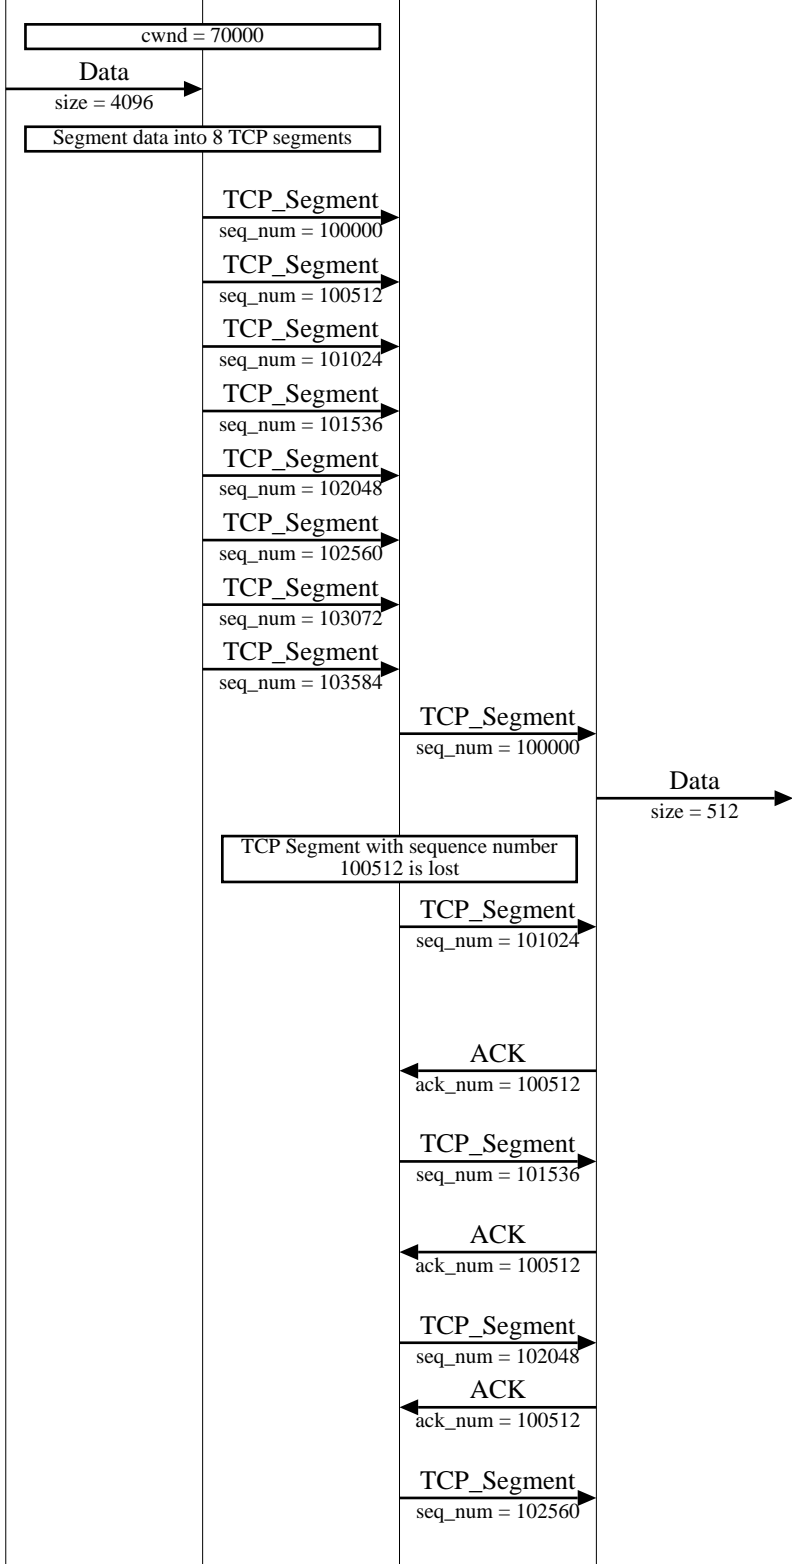 cwnd = 70000
Data
size = 4096
Segment data into 8 TCP segments
TCP_Segment
seq_num = 100000
TCP_Segment
seq_num = 100512
TCP_Segment
seq_num = 101024
TCP_Segment
seq_num = 101536
TCP_Segment
seq_num = 102048
TCP_Segment
seq_num = 102560
TCP_Segment
seq_num = 103072
TCP_Segment
seq_num = 103584
TCP_Segment
seq_num = 100000
Data
size = 512
TCP Segment with sequence number
100512 is lost
TCP_Segment
seq_num = 101024
ACK
ack_num = 100512
TCP_Segment
seq_num = 101536
ACK
ack_num = 100512
TCP_Segment
seq_num = 102048
ACK
ack_num = 100512
TCP_Segment
seq_num = 102560